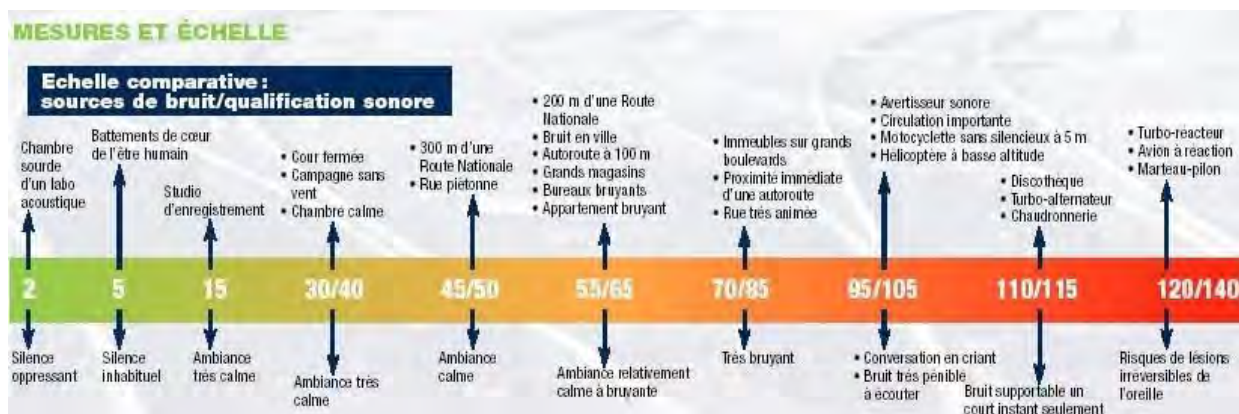 MESURES ET ÉCHELLE
Echelle comparative :
sources de bruit/qualification sonore
Chambre
sourde
d'un labo
acoustique
Battements de cœur
de l'être humain
Studio
d'enregistrement
• Cour fermée
• Campagne sans
vent
• Chambre calme
• 300 m d'une
Route Nationale
• Rue piétonne
• 200 m d'une Route
Nationale
• Bruit en ville
• Autoroute à 100 m
• Grands magasins
• Bureaux bruyants
• Appartement bruyant
• Immeubles sur grands
boulevards
• Proximité immédiate
d'une autoroute
• Rue très animée
• Avertisseur sonore
• Circulation importante
• Motocyclette sans silencieux à 5 m
• Hélicoptère à basse altitude
• Discothèque
• Turbo-alternateur
• Chaudronnerie
• Turbo-réacteur
• Avion à réaction
• Marteau-pilon
2 5 15 30/40 45/50 55/65 70/85 95/105 110/115 120/140
Silence
oppressant
Silence
inhabituel
Ambiance
très calme
Ambiance très
calme
Ambiance
calme
Ambiance relativement
calme à bruyante
Très bruyant
• Conversation en criant
• Bruit très pénible
à écouter
Bruit supportable un
court instant seulement
Risques de lésions
irréversibles de
l'oreille